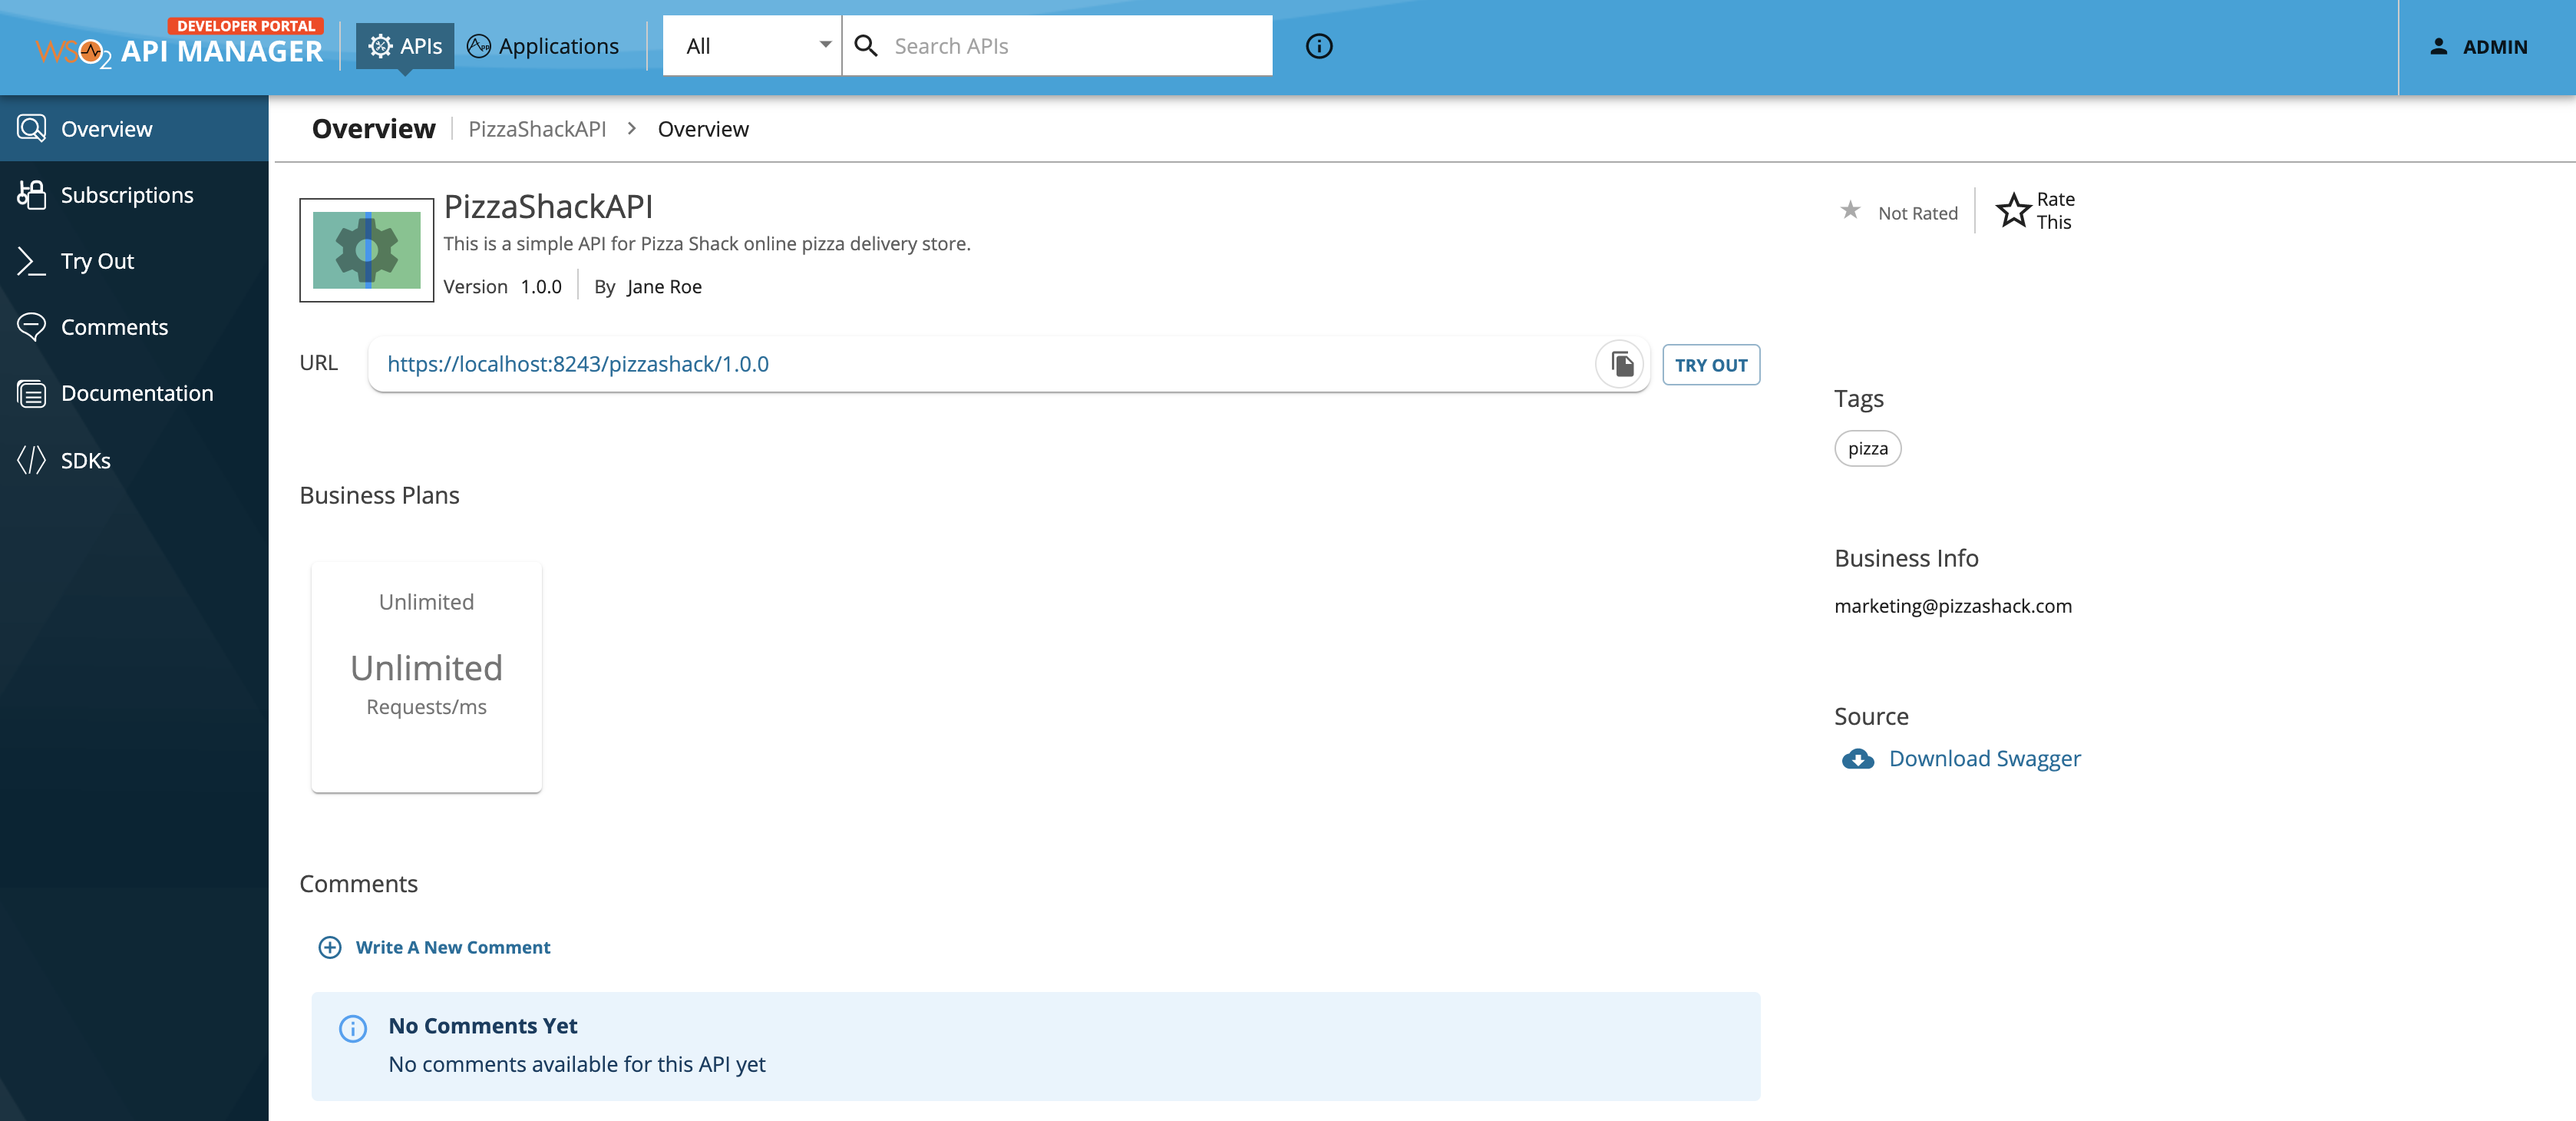 DEVELOPER PORTAL
WSO2 API MANAGER
APIs
Applications
All
Search APIs
ADMIN
Overview
Subscriptions
Try Out
Comments
Documentation
SDKs
Overview
PizzaShackAPI > Overview
PizzaShackAPI
This is a simple API for Pizza Shack online pizza delivery store.
Version 1.0.0
By Jane Roe
Not Rated
Rate
This
URL
https://localhost:8243/pizzashack/1.0.0
TRY OUT
Tags
pizza
Business Plans
Unlimited
Unlimited
Requests/ms
Business Info
marketing@pizzashack.com
Source
Download Swagger
Comments
Write A New Comment
No Comments Yet
No comments available for this API yet